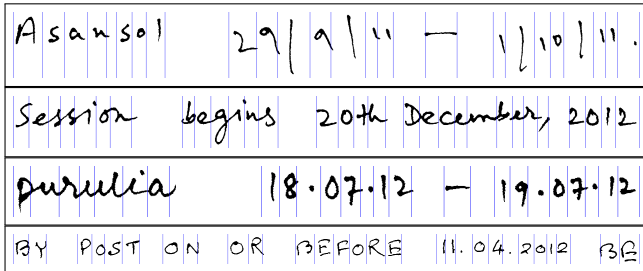 Asansol 29/9/11 — 1/10/11.
Session begins 20th December, 2012
purulia 18.07.12 — 19.07.12
BY POST ON OR BEFORE 11.04.2012 BE